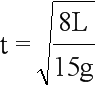 t = √(8L/15g)